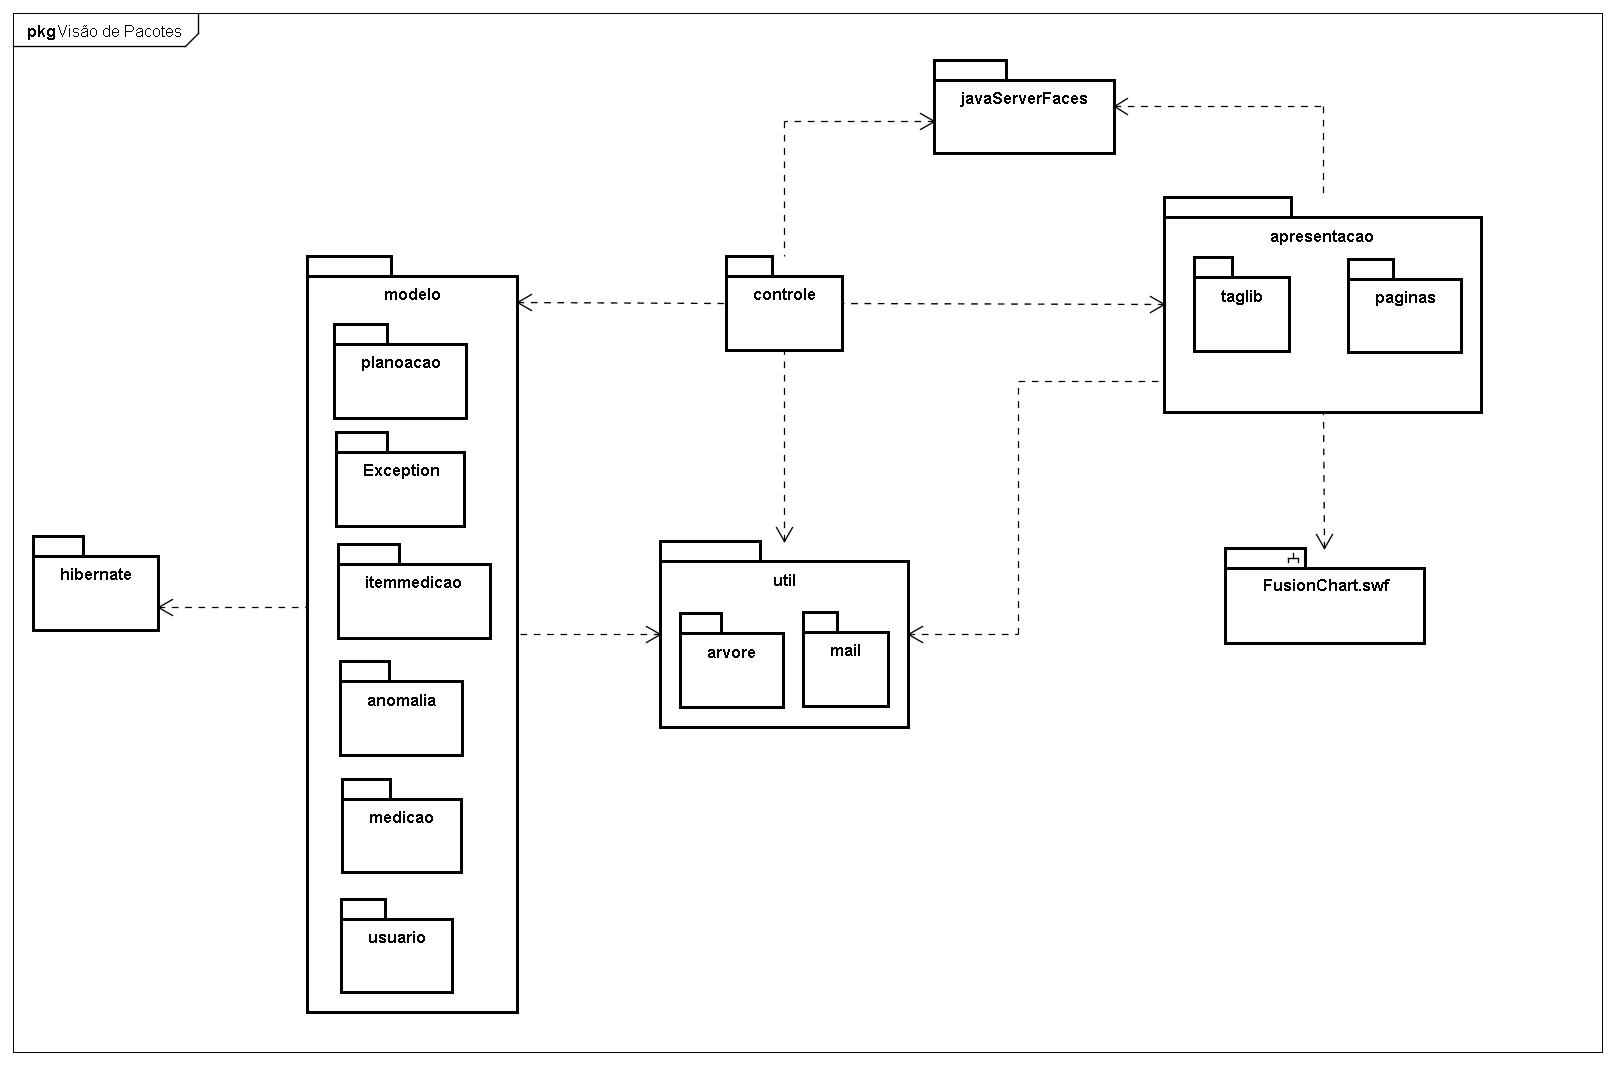 pkg Visão de Pacotes
javaServerFaces
apresentacao
taglib
paginas
controle
modelo
planoacao
Exception
itemmedicao
anomalia
medicao
usuario
hibernate
util
arvore
mail
FusionChart.swf